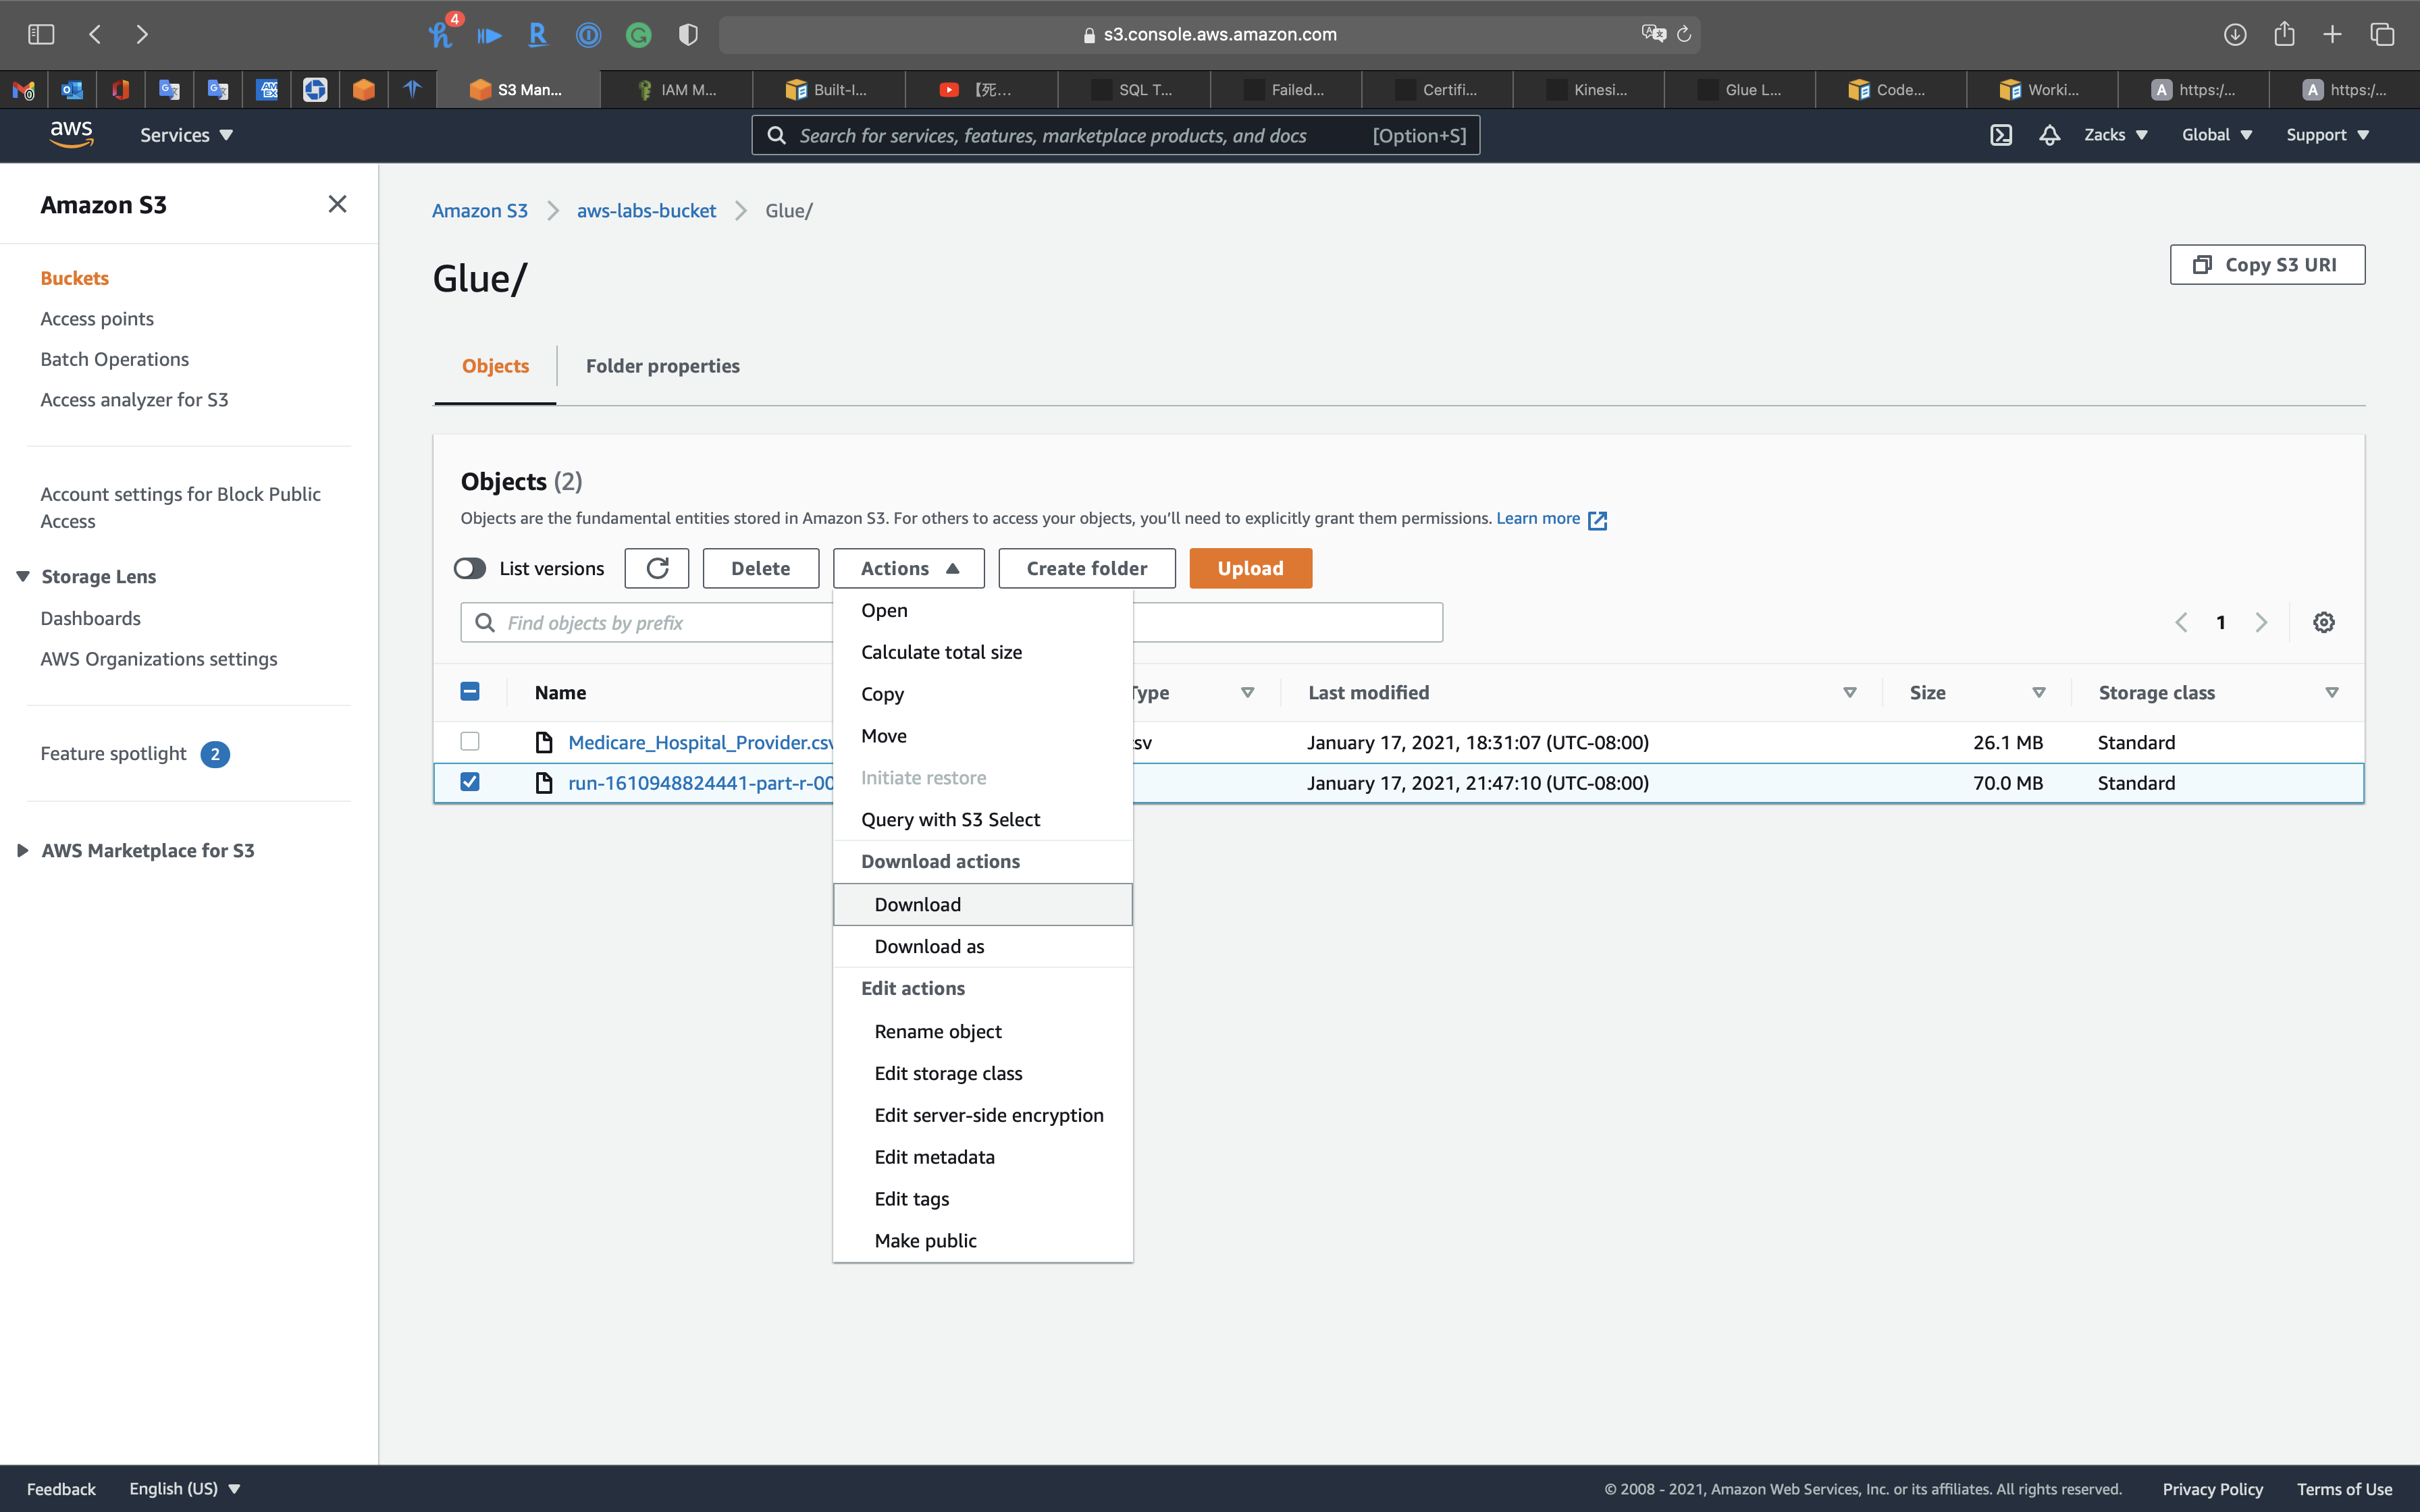 4
s3.console.aws.amazon.com
S3 Man...
IAM M...
Built-I...
【死...
SQL T...
Failed...
Certifi...
Kinesi...
Glue L...
Code...
Worki...
https:/...
https:/...
aws
Services
Search for services, features, marketplace products, and docs
[Option+S]
Zacks
Global
Support
Amazon S3
Buckets
Access points
Batch Operations
Access analyzer for S3
Account settings for Block Public
Access
Storage Lens
Dashboards
AWS Organizations settings
Feature spotlight 2
AWS Marketplace for S3
Amazon S3
aws-labs-bucket
Glue/
Glue/
Copy S3 URI
Objects
Folder properties
Objects (2)
Objects are the fundamental entities stored in Amazon S3. For others to access your objects, you’ll need to explicitly grant them permissions. Learn more
List versions
Delete
Actions
Create folder
Upload
Find objects by prefix
1
Name
Type
Last modified
Size
Storage class
Medicare_Hospital_Provider.csv
sv
January 17, 2021, 18:31:07 (UTC-08:00)
26.1 MB
Standard
run-1610948824441-part-r-00
January 17, 2021, 21:47:10 (UTC-08:00)
70.0 MB
Standard
Open
Calculate total size
Copy
Move
Initiate restore
Query with S3 Select
Download actions
Download
Download as
Edit actions
Rename object
Edit storage class
Edit server-side encryption
Edit metadata
Edit tags
Make public
Feedback
English (US)
© 2008 - 2021, Amazon Web Services, Inc. or its affiliates. All rights reserved.
Privacy Policy
Terms of Use